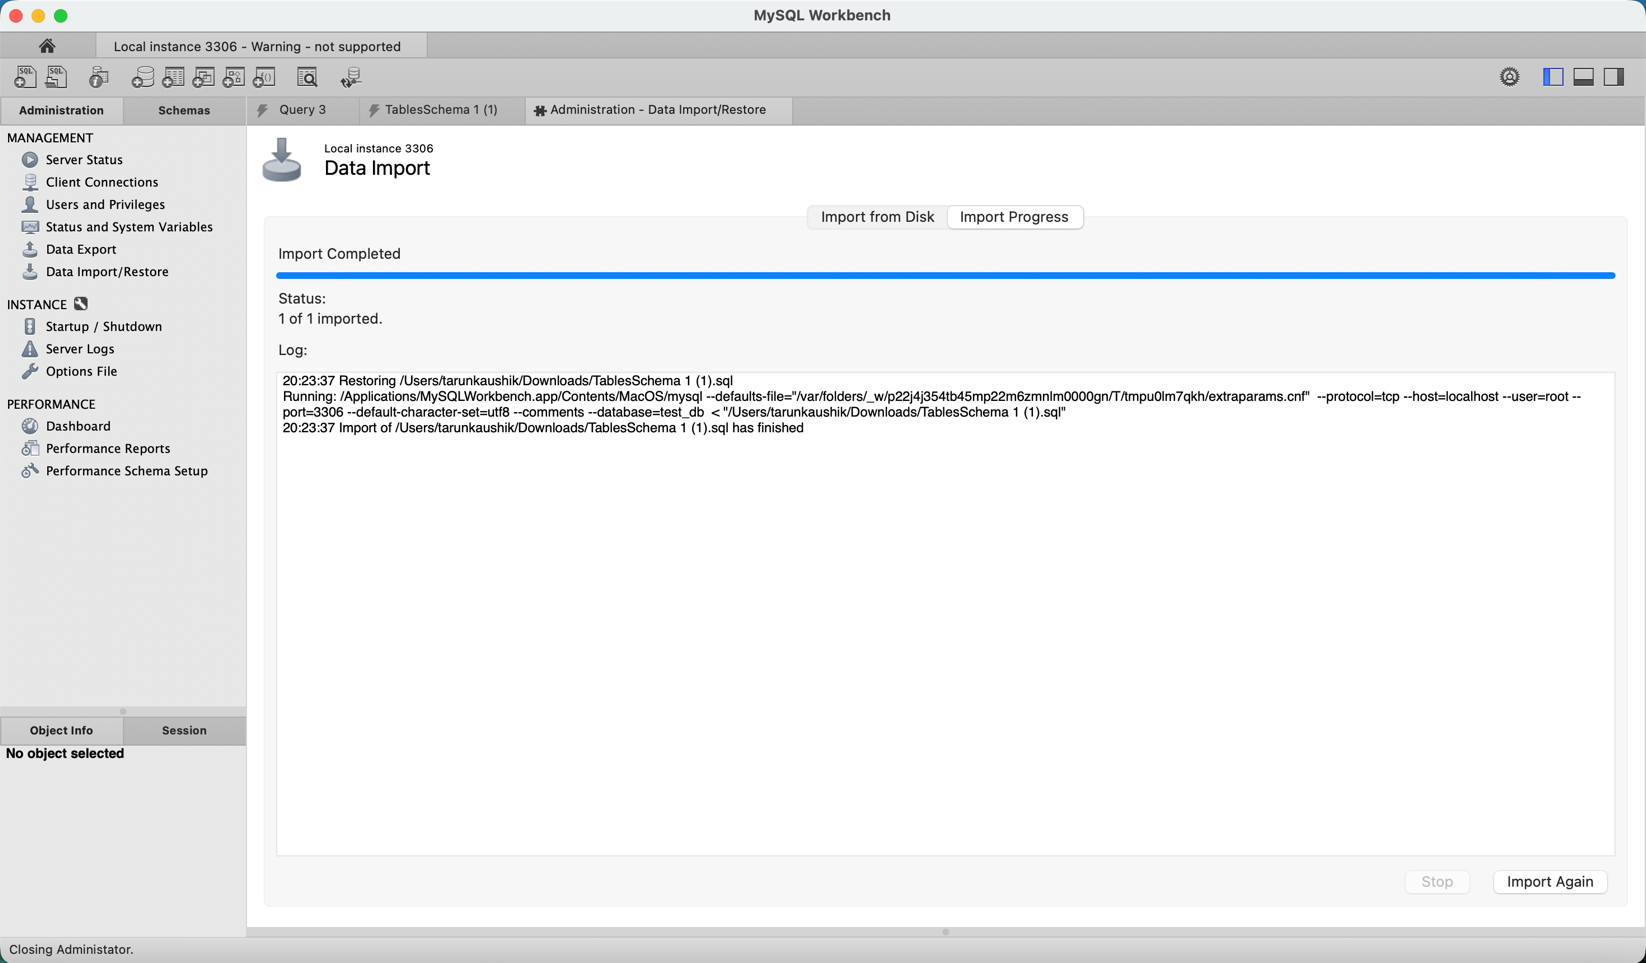 MySQL Workbench
Local instance 3306 - Warning - not supported
Administration
Schemas
Query 3
TablesSchema 1 (1)
Administration - Data Import/Restore
MANAGEMENT
Server Status
Client Connections
Users and Privileges
Status and System Variables
Data Export
Data Import/Restore
INSTANCE
Startup / Shutdown
Server Logs
Options File
PERFORMANCE
Dashboard
Performance Reports
Performance Schema Setup
Object Info
Session
No object selected
Local instance 3306
Data Import
Import from Disk
Import Progress
Import Completed
Status:
1 of 1 imported.
Log:
20:23:37 Restoring /Users/tarunkaushik/Downloads/TablesSchema 1 (1).sql
Running: /Applications/MySQLWorkbench.app/Contents/MacOS/mysql --defaults-file="/var/folders/_w/p22j4j354tb45mp22m6zmnlm0000gn/T/tmpu0lm7qkh/extraparams.cnf"  --protocol=tcp --host=localhost --user=root --
port=3306 --default-character-set=utf8 --comments --database=test_db  < "/Users/tarunkaushik/Downloads/TablesSchema 1 (1).sql"
20:23:37 Import of /Users/tarunkaushik/Downloads/TablesSchema 1 (1).sql has finished
Stop
Import Again
Closing Administator.